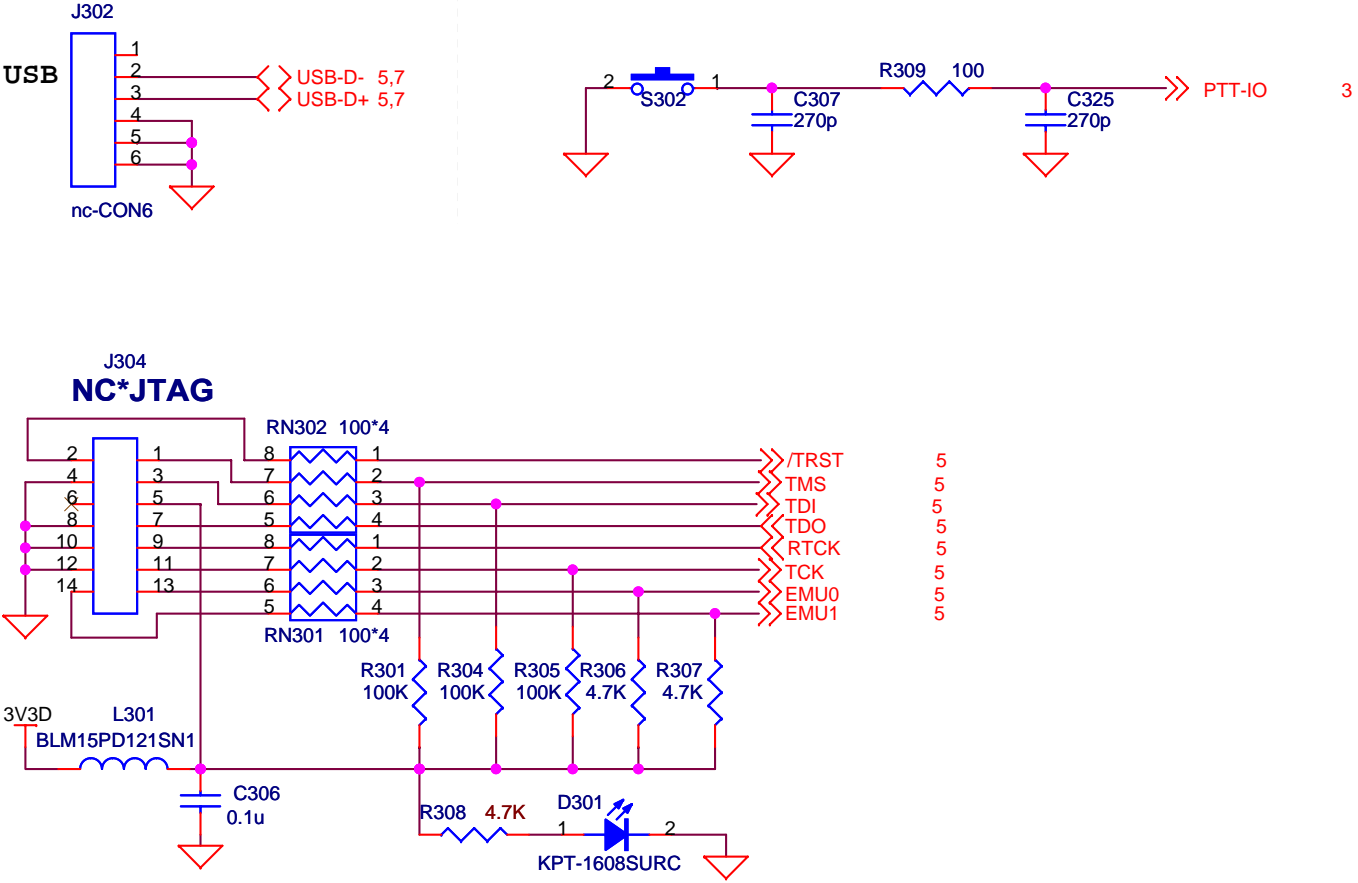 J302
USB
1
2
3
4
5
6
USB-D- 5,7
USB-D+ 5,7
nc-CON6
2
1
S302
C307
270p
R309 100
C325
270p
PTT-IO 3
J304
NC*JTAG
RN302 100*4
2 1 8 1 /TRST 5
4 3 7 2 TMS 5
6 5 6 3 TDI 5
8 7 5 4 TDO 5
10 9 8 1 RTCK 5
12 11 7 2 TCK 5
14 13 6 3 EMU0 5
5 4 EMU1 5
RN301 100*4
R301 R304 R305 R306 R307
100K 100K 100K 4.7K 4.7K
3V3D L301
BLM15PD121SN1
C306
0.1u
R308 4.7K
D301
1 2
KPT-1608SURC